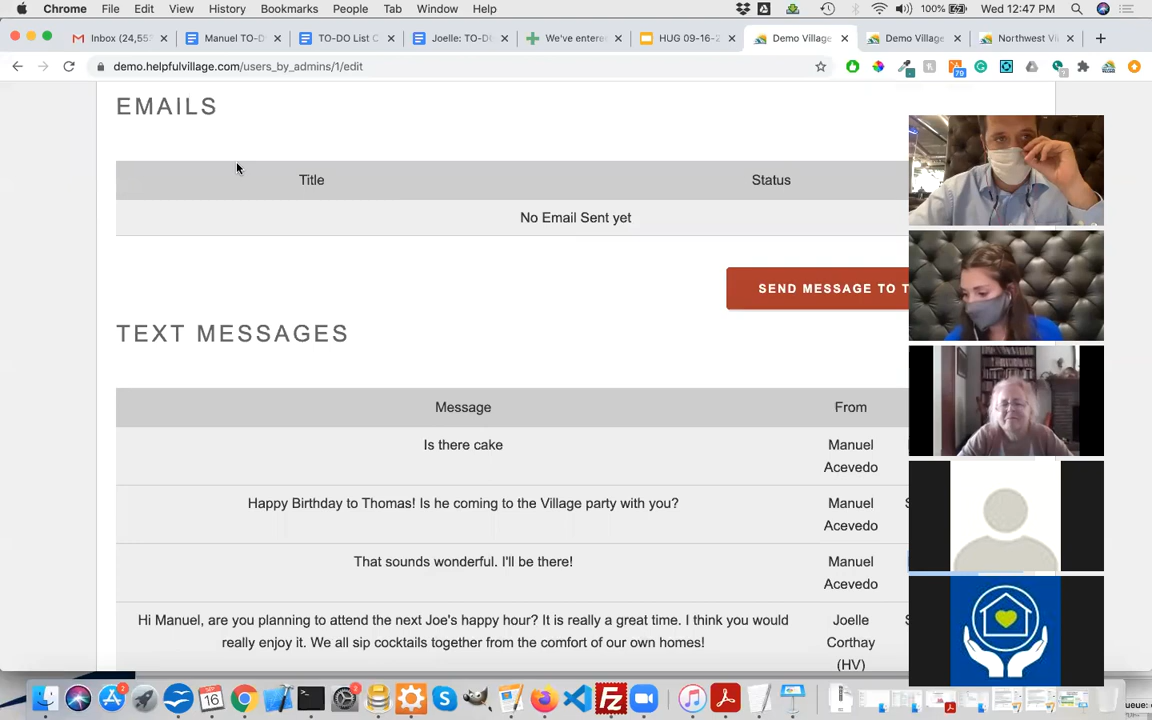 Chrome File Edit View History Bookmarks People Tab Window Help 100% Wed 12:47 PM
Inbox (24,55 Manuel TO-D TO-DO List C Joelle: TO-D We've entere HUG 09-16-2 Demo Village Demo Village Northwest Vi
demo.helpfulvillage.com/users_by_admins/1/edit
79
EMAILS
Title Status
No Email Sent yet
SEND MESSAGE TO T
TEXT MESSAGES
Message From
Is there cake Manuel
Acevedo
Happy Birthday to Thomas! Is he coming to the Village party with you? Manuel
Acevedo
That sounds wonderful. I'll be there! Manuel
Acevedo
Hi Manuel, are you planning to attend the next Joe's happy hour? It is really a great time. I think you would Joelle
really enjoy it. We all sip cocktails together from the comfort of our own homes! Corthay
(HV)
16
ueue: